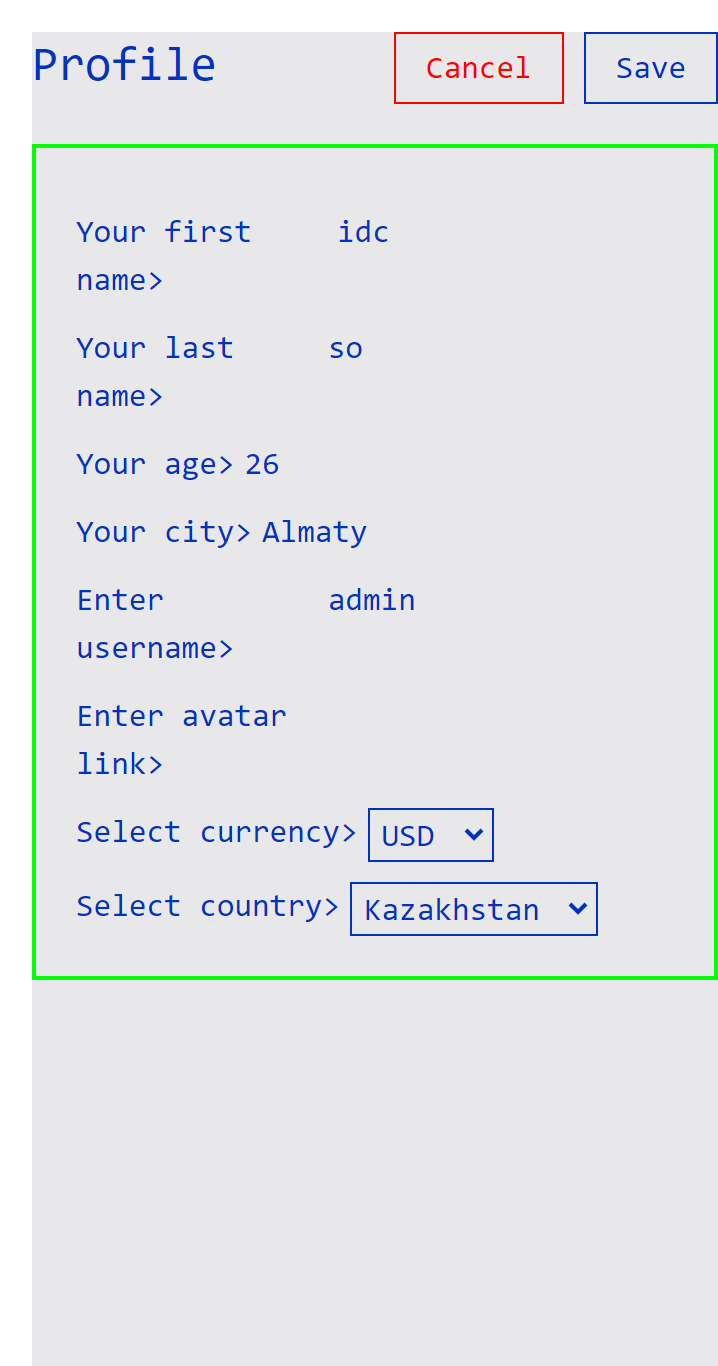 Profile Cancel Save
Your first idc
name>
Your last so
name>
Your age> 26
Your city> Almaty
Enter admin
username>
Enter avatar
link>
Select currency> USD
Select country> Kazakhstan